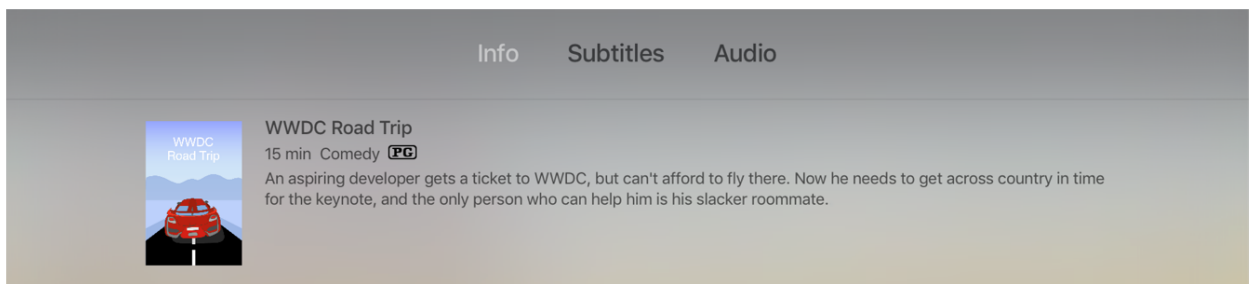 Info Subtitles Audio
WWDC Road Trip
15 min Comedy PG
An aspiring developer gets a ticket to WWDC, but can't afford to fly there. Now he needs to get across country in time
for the keynote, and the only person who can help him is his slacker roommate.
WWDC
Road Trip